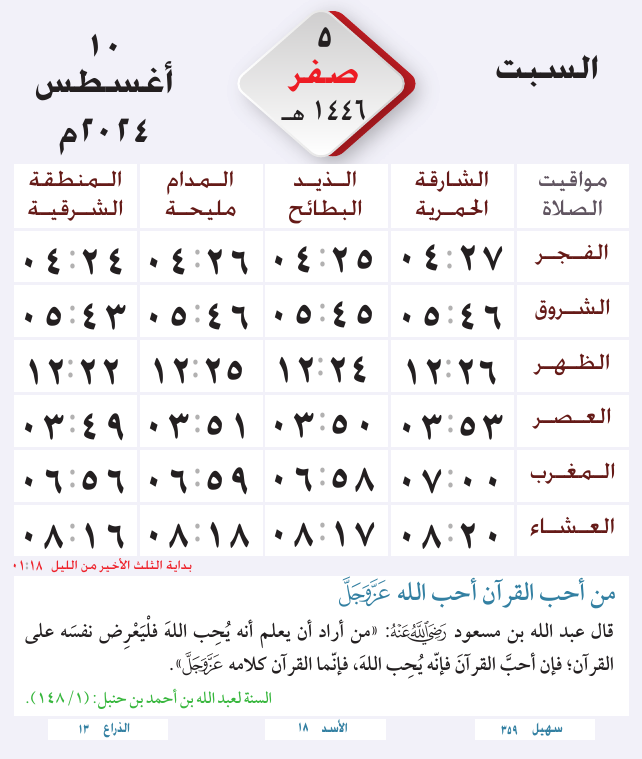 السبت
٥
صفر
١٤٤٦ هـ
١٠
أغسطس
٢٠٢٤م
مواقيت الصلاة | الشارقة الحمرية | الذيد البطائح | المدام مليحة | المنطقة الشرقية
الفجر ٠٤:٢٧ ٠٤:٢٥ ٠٤:٢٦ ٠٤:٢٤
الشروق ٠٥:٤٦ ٠٥:٤٥ ٠٥:٤٦ ٠٥:٤٣
الظهر ١٢:٢٦ ١٢:٢٤ ١٢:٢٥ ١٢:٢٢
العصر ٠٣:٥٣ ٠٣:٥٠ ٠٣:٥١ ٠٣:٤٩
المغرب ٠٧:٠٠ ٠٦:٥٨ ٠٦:٥٩ ٠٦:٥٦
العشاء ٠٨:٢٠ ٠٨:١٧ ٠٨:١٨ ٠٨:١٦
بداية الثلث الأخير من الليل ٠١:١٨
من أحب القرآن أحب الله عَزَّوَجَلَّ
قال عبد الله بن مسعود رَضِيَ اللَّهُ عَنْهُ: «من أراد أن يعلم أنه يُحِب اللهَ فلْيَعْرِض نفسَه على
القرآن؛ فإن أحبَّ القرآنَ فإنّه يُحِب اللهَ، فإنّما القرآن كلامه عَزَّوَجَلَّ».
السنة لعبد الله بن أحمد بن حنبل: (١/ ١٤٨).
سهيل ٣٥٩ الأسد ١٨ الذراع ١٣